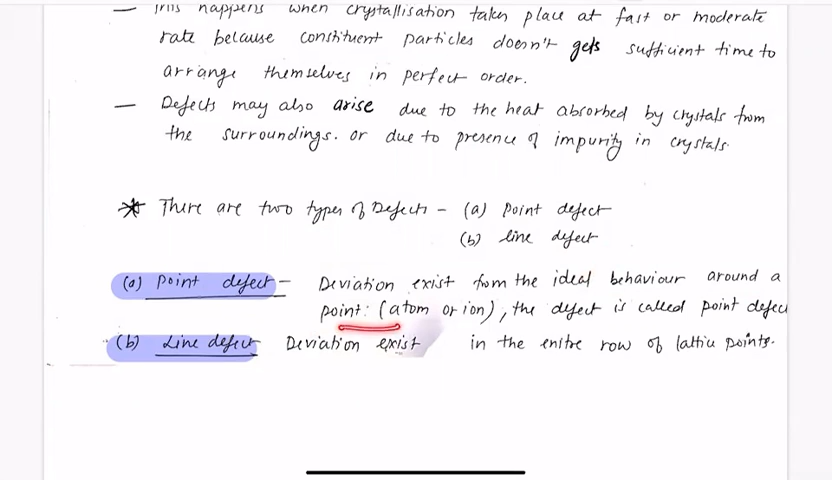 — This happens when crystallisation takes place at fast or moderate
rate because constituent particles doesn't gets sufficient time to
arrange themselves in perfect order.
— Defects may also arise due to the heat absorbed by crystals from
the surroundings. or due to presence of impurity in crystals.
* There are two types of Defects - (a) Point defect
(b) line defect
(a) Point defect - Deviation exist from the ideal behaviour around a
point: (atom or ion), the defect is called point defec
(b) Line defect Deviation exist in the entire row of lattice points.